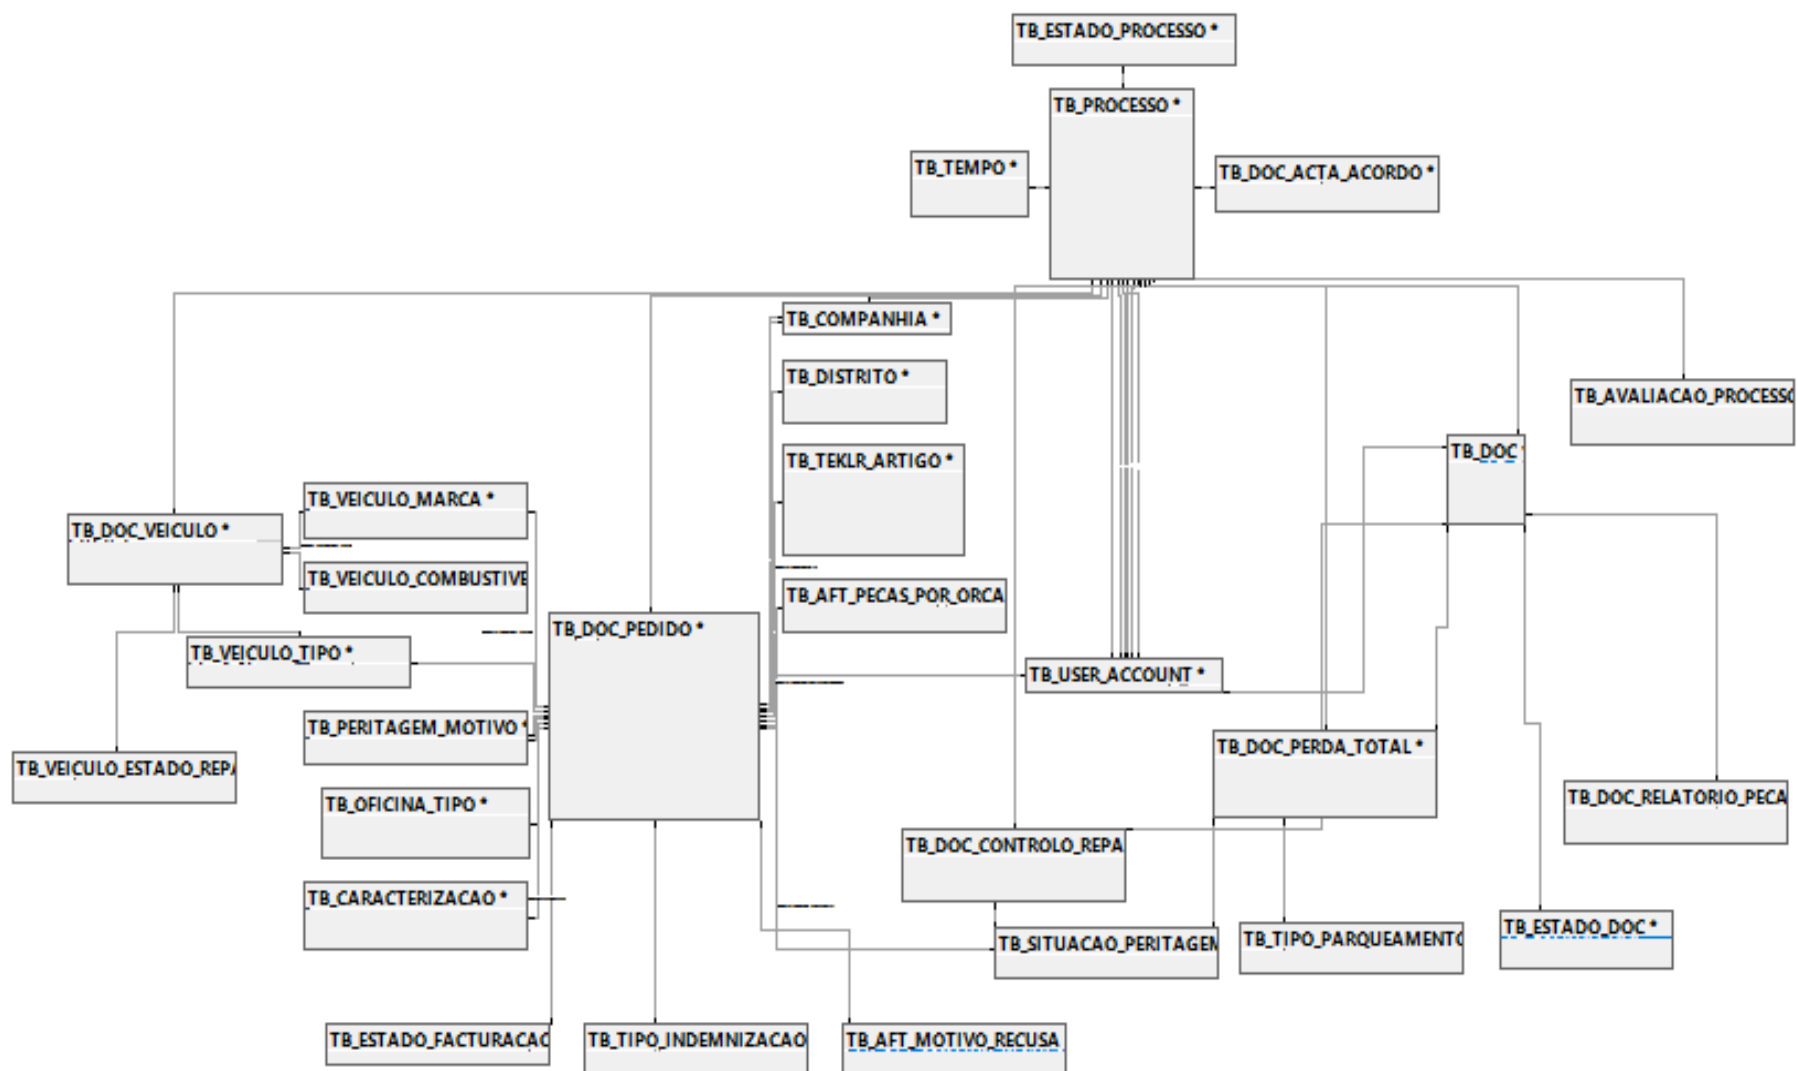 TB_ESTADO_PROCESSO *
TB_PROCESSO *
TB_TEMPO *
TB_DOC_ACTA_ACORDO *
TB_COMPANHIA *
TB_DISTRITO *
TB_AVALIACAO_PROCESSO
TB_DOC
TB_TEKLR_ARTIGO *
TB_VEICULO_MARCA *
TB_DOC_VEICULO *
TB_VEICULO_COMBUSTIVE
TB_AFT_PECAS_POR_ORCA
TB_DOC_PEDIDO *
TB_VEICULO_TIPO *
TB_USER_ACCOUNT *
TB_PERITAGEM_MOTIVO *
TB_DOC_PERDA_TOTAL *
TB_VEICULO_ESTADO_REPA
TB_DOC_RELATORIO_PECA
TB_OFICINA_TIPO *
TB_DOC_CONTROLO_REPA
TB_CARACTERIZACAO *
TB_SITUACAO_PERITAGEM
TB_TIPO_PARQUEAMENTO
TB_ESTADO_DOC *
TB_ESTADO_FACTURACAO
TB_TIPO_INDEMNIZACAO
TB_AFT_MOTIVO_RECUSA